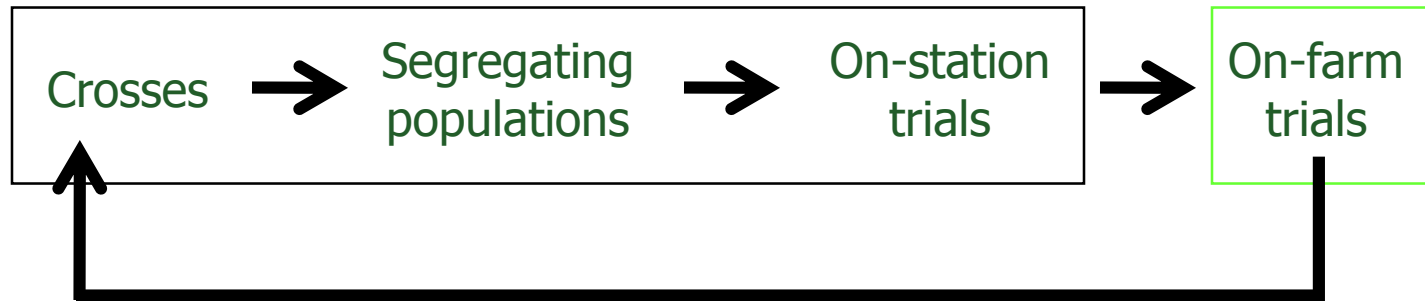 Crosses
Segregating
populations
On-station
trials
On-farm
trials